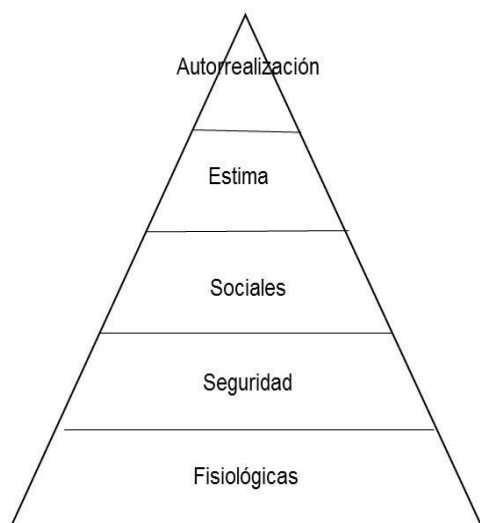 Autorrealización
Estima
Sociales
Seguridad
Fisiológicas